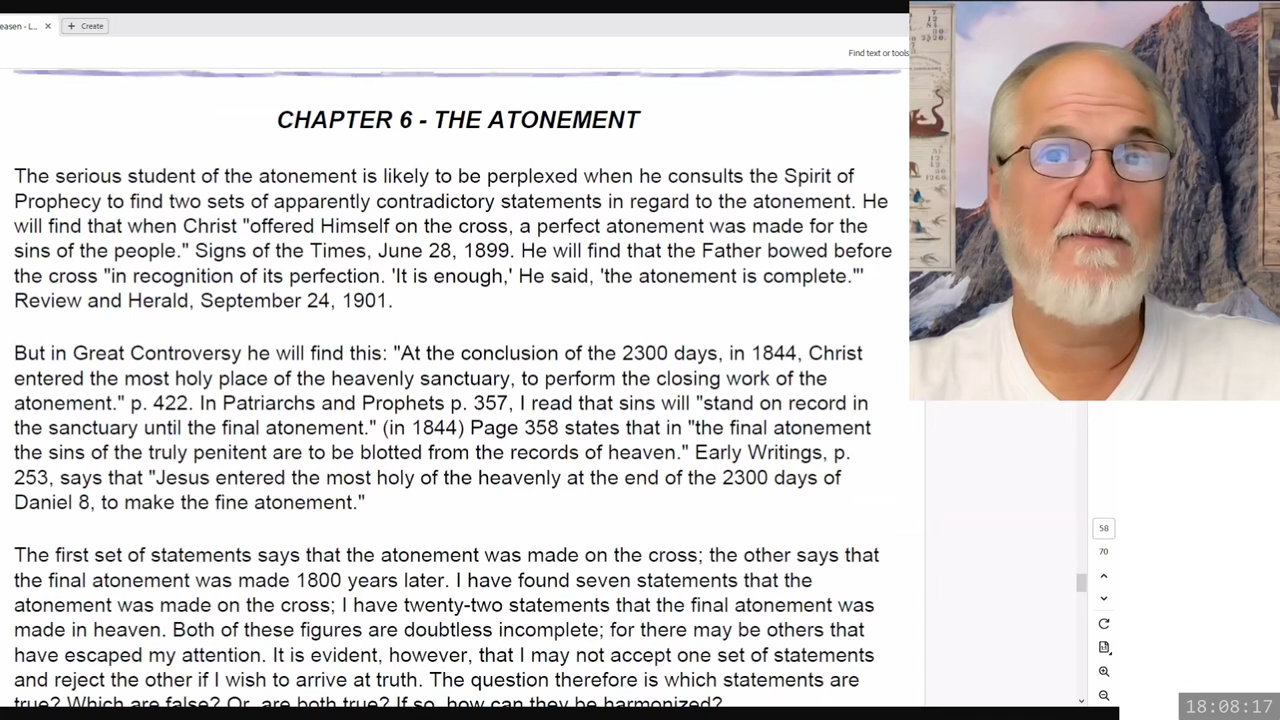 easen - L...
Create
Find text or tools
CHAPTER 6 - THE ATONEMENT
The serious student of the atonement is likely to be perplexed when he consults the Spirit of
Prophecy to find two sets of apparently contradictory statements in regard to the atonement. He
will find that when Christ "offered Himself on the cross, a perfect atonement was made for the
sins of the people." Signs of the Times, June 28, 1899. He will find that the Father bowed before
the cross "in recognition of its perfection. 'It is enough,' He said, 'the atonement is complete.'"
Review and Herald, September 24, 1901.
But in Great Controversy he will find this: "At the conclusion of the 2300 days, in 1844, Christ
entered the most holy place of the heavenly sanctuary, to perform the closing work of the
atonement." p. 422. In Patriarchs and Prophets p. 357, I read that sins will "stand on record in
the sanctuary until the final atonement." (in 1844) Page 358 states that in "the final atonement
the sins of the truly penitent are to be blotted from the records of heaven." Early Writings, p.
253, says that "Jesus entered the most holy of the heavenly at the end of the 2300 days of
Daniel 8, to make the fine atonement."
The first set of statements says that the atonement was made on the cross; the other says that
the final atonement was made 1800 years later. I have found seven statements that the
atonement was made on the cross; I have twenty-two statements that the final atonement was
made in heaven. Both of these figures are doubtless incomplete; for there may be others that
have escaped my attention. It is evident, however, that I may not accept one set of statements
and reject the other if I wish to arrive at truth. The question therefore is which statements are
true? Which are false? Or, are both true? If so, how can they be harmonized?
58
70
18:08:17